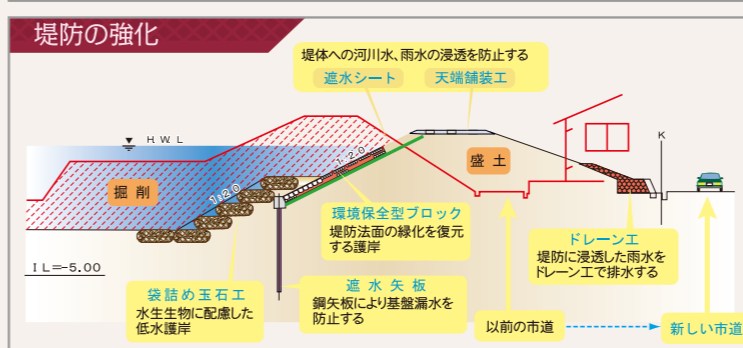 堤防の強化
堤体への河川水、雨水の浸透を防止する
遮水シート
天端舗装工
H.W.L
1:2.0
盛土
K
掘削
1:2.0
環境保全型ブロック
堤防法面の緑化を復元
する護岸
ドレーン工
堤防に浸透した雨水を
ドレーン工で排水する
IL=-5.00
袋詰め玉石工
水生生物に配慮した
低水護岸
遮水矢板
鋼矢板により基盤漏水を
防止する
以前の市道
新しい市道